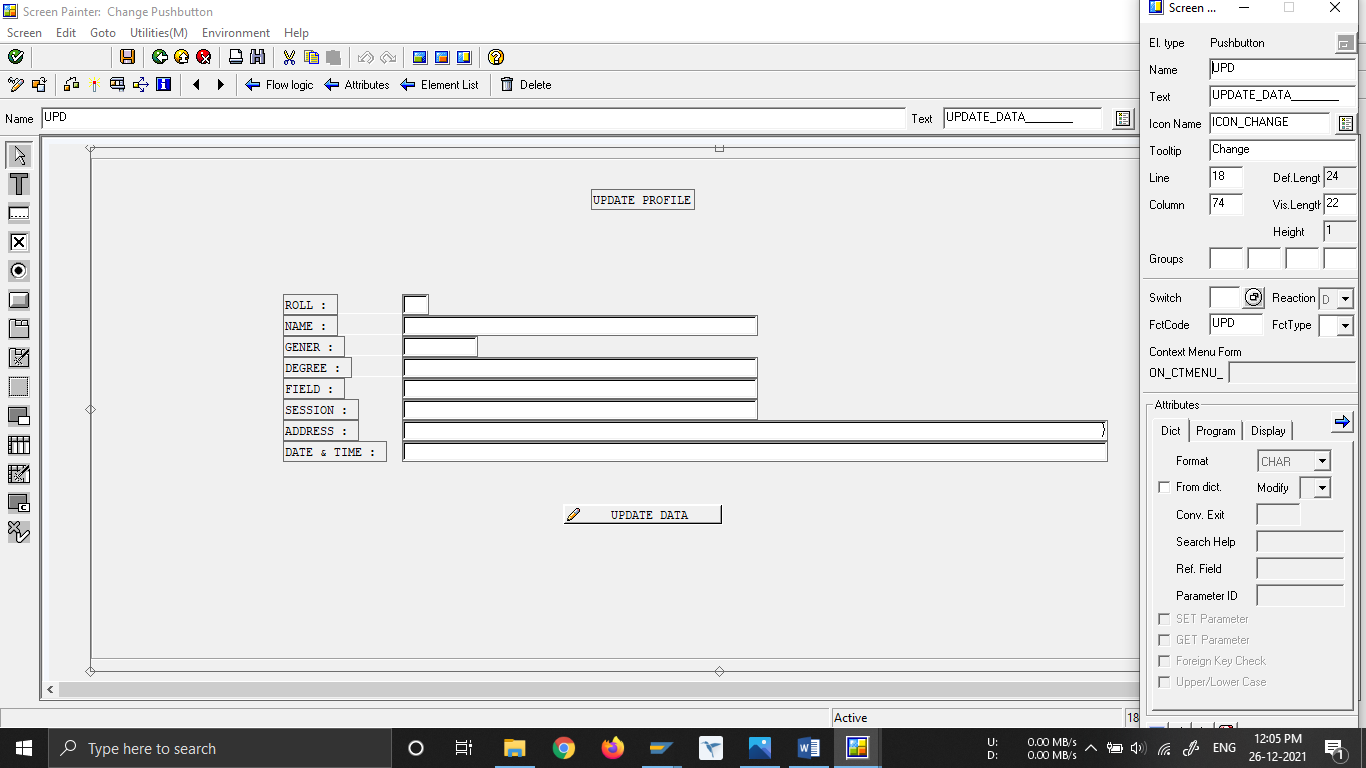 Screen Painter: Change Pushbutton
Screen ...
Screen Edit Goto Utilities(M) Environment Help
Flow logic Attributes Element List Delete
Name UPD Text UPDATE_DATA________
UPDATE PROFILE
ROLL :
NAME :
GENER :
DEGREE :
FIELD :
SESSION :
ADDRESS :
DATE & TIME :
UPDATE DATA
El. type Pushbutton
Name UPD
Text UPDATE_DATA________
Icon Name ICON_CHANGE
Tooltip Change
Line 18 Def.Lengt 24
Column 74 Vis.Length 22
Height 1
Groups
Switch Reaction D
FctCode UPD FctType
Context Menu Form
ON_CTMENU_
Attributes
Dict Program Display
Format CHAR
From dict. Modify
Conv. Exit
Search Help
Ref. Field
Parameter ID
SET Parameter
GET Parameter
Foreign Key Check
Upper/Lower Case
Active 18
Type here to search
U: 0.00 MB/s
D: 0.00 MB/s
ENG
12:05 PM
26-12-2021
1